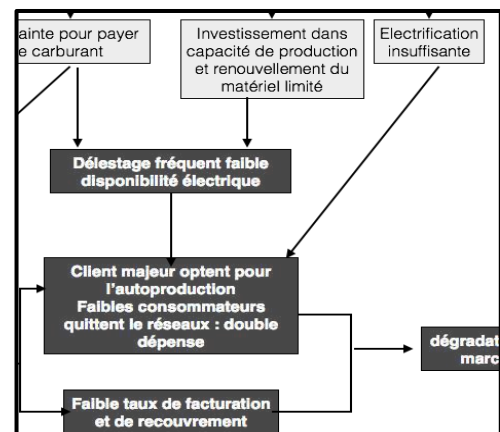 ainte pour payer
e carburant
Investissement dans
capacité de production
et renouvellement du
matériel limité
Electrification
insuffisante
Délestage fréquent faible
disponibilité électrique
Client majeur optent pour
l'autoproduction
Faibles consommateurs
quittent le réseaux : double
dépense
dégradat
marc
Faible taux de facturation
et de recouvrement